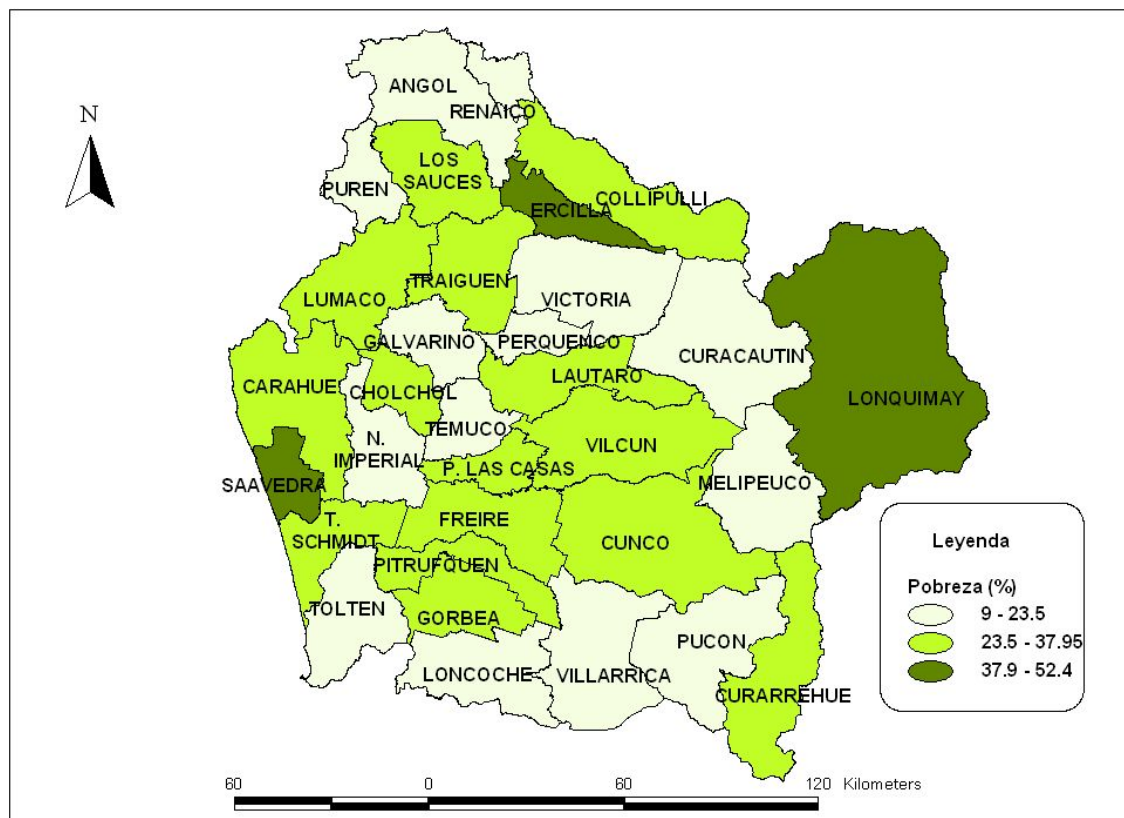 ANGOL
RENAICO
N
LOS
SAUCES
PUREN
COLLIPULLI
ERCILLA
TRAIGUEN
LUMACO
VICTORIA
GALVARINO
PERQUENCO
CURACAUTIN
LAUTARO
CARAHUE
CHOLCHOL
LONQUIMAY
TEMUCO
N.
IMPERIAL
VILCUN
P. LAS CASAS
MELIPEUCO
SAAVEDRA
T.
SCHMIDT
FREIRE
CUNCO
PITRUFQUEN
TOLTEN
GORBEA
PUCON
LONCOCHE
VILLARRICA
CURARREHUE
Leyenda
Pobreza (%)
9 - 23.5
23.5 - 37.95
37.9 - 52.4
60 0 60 120 Kilometers